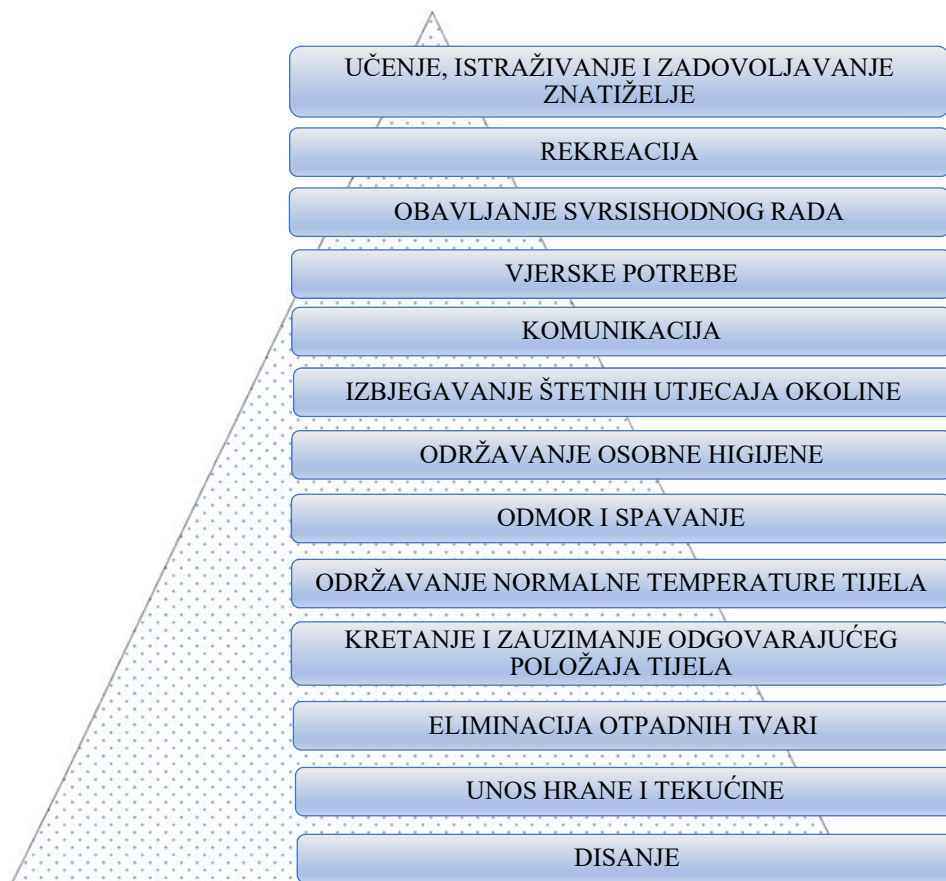 UČENJE, ISTRAŽIVANJE I ZADOVOLJAVANJE
ZNATIŽELJE
REKREACIJA
OBAVLJANJE SVRSISHODNOG RADA
VJERSKE POTREBE
KOMUNIKACIJA
IZBJEGAVANJE ŠTETNIH UTJECAJA OKOLINE
ODRŽAVANJE OSOBNE HIGIJENE
ODMOR I SPAVANJE
ODRŽAVANJE NORMALNE TEMPERATURE TIJELA
KRETANJE I ZAUZIMANJE ODGOVARAJUĆEG
POLOŽAJA TIJELA
ELIMINACIJA OTPADNIH TVARI
UNOS HRANE I TEKUĆINE
DISANJE